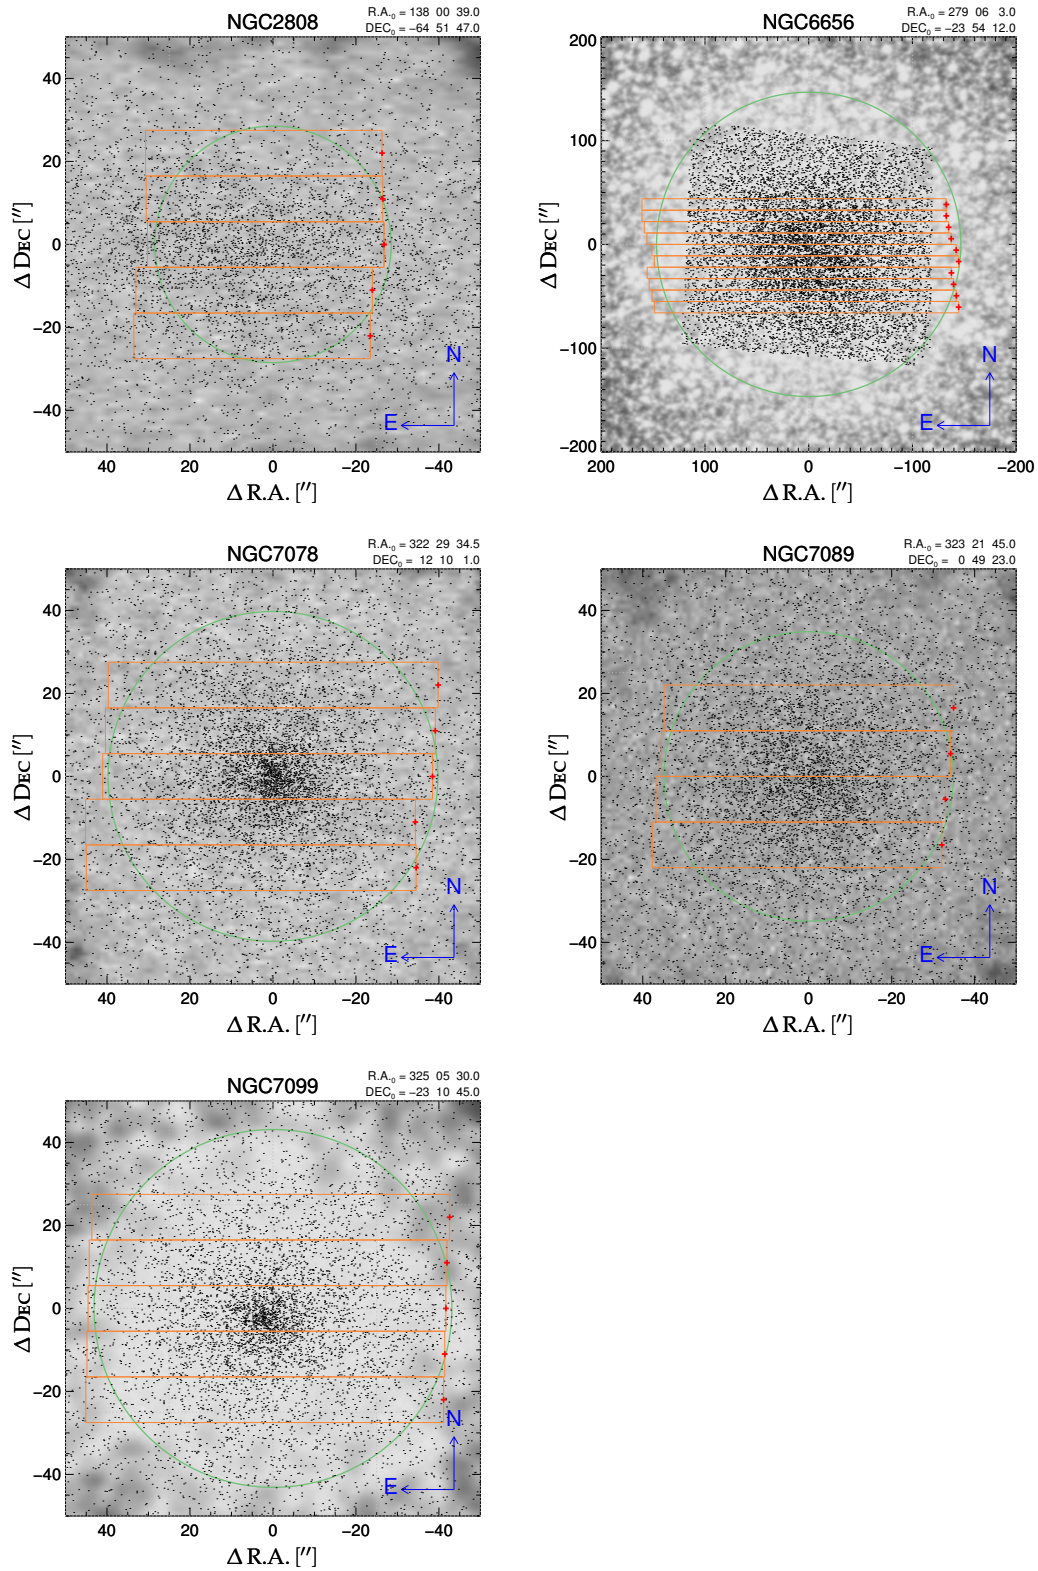 NGC2808
R.A.₀ = 138 00 39.0
DEC₀ = −64 51 47.0
40
20
0
−20
−40
Δ DEC [″]
N
E
40 20 0 −20 −40
Δ R.A. [″]
NGC6656
R.A.₀ = 279 06 3.0
DEC₀ = −23 54 12.0
200
100
0
−100
−200
Δ DEC [″]
N
E
200 100 0 −100 −200
Δ R.A. [″]
NGC7078
R.A.₀ = 322 29 34.5
DEC₀ = 12 10 1.0
40
20
0
−20
−40
Δ DEC [″]
N
E
40 20 0 −20 −40
Δ R.A. [″]
NGC7089
R.A.₀ = 323 21 45.0
DEC₀ = 0 49 23.0
40
20
0
−20
−40
Δ DEC [″]
N
E
40 20 0 −20 −40
Δ R.A. [″]
NGC7099
R.A.₀ = 325 05 30.0
DEC₀ = −23 10 45.0
40
20
0
−20
−40
Δ DEC [″]
N
E
40 20 0 −20 −40
Δ R.A. [″]